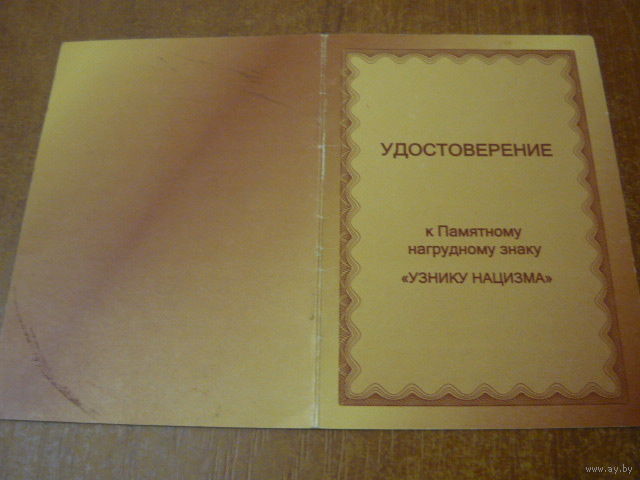 УДОСТОВЕРЕНИЕ
к Памятному
нагрудному знаку
«УЗНИКУ НАЦИЗМА»
www.ay.by